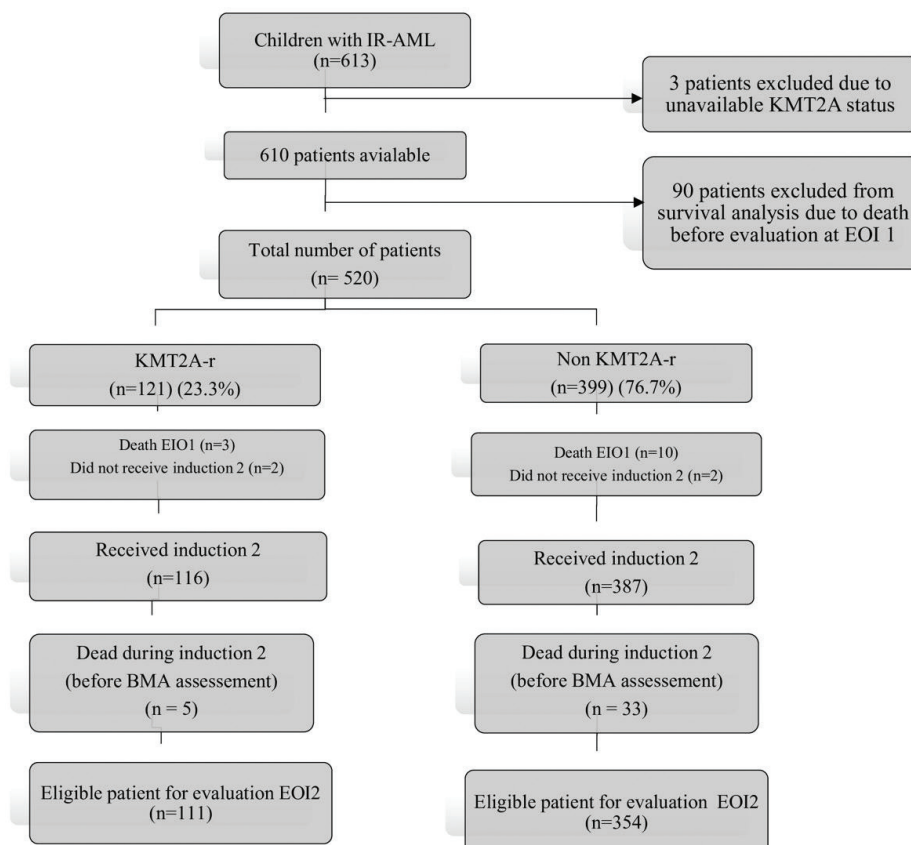 Children with IR-AML
(n=613)
3 patients excluded due to
unavailable KMT2A status
610 patients avialable
90 patients excluded from
survival analysis due to death
before evaluation at EOI 1
Total number of patients
(n= 520)
KMT2A-r
(n=121) (23.3%)
Death EIO1 (n=3)
Did not receive induction 2 (n=2)
Received induction 2
(n=116)
Dead during induction 2
(before BMA assessement)
(n = 5)
Eligible patient for evaluation EOI2
(n=111)
Non KMT2A-r
(n=399) (76.7%)
Death EOI1 (n=10)
Did not receive induction 2 (n=2)
Received induction 2
(n=387)
Dead during induction 2
(before BMA assessement)
(n = 33)
Eligible patient for evaluation EOI2
(n=354)